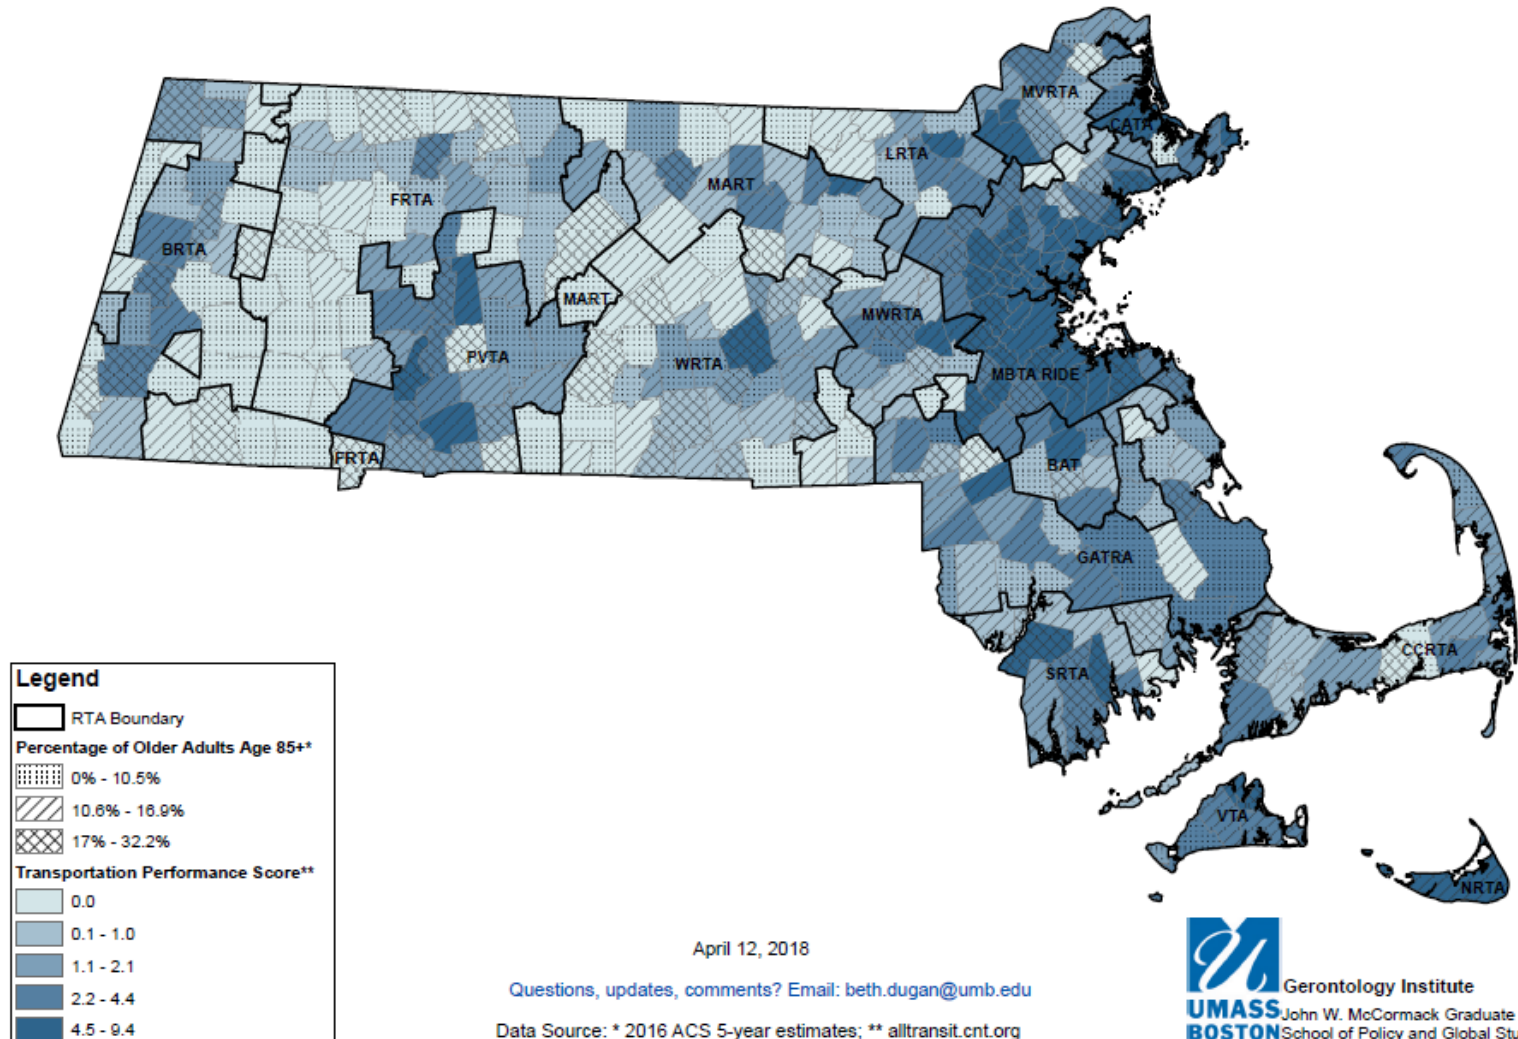 MVRTA
CATA
LRTA
MART
FRTA
BRTA
MART
MWRTA
PVTA
WRTA
MBTA RIDE
FRTA
BAT
GATRA
SRTA
CCRTA
VTA
NRTA
Legend
RTA Boundary
Percentage of Older Adults Age 85+*
0% - 10.5%
10.6% - 16.9%
17% - 32.2%
Transportation Performance Score**
0.0
0.1 - 1.0
1.1 - 2.1
2.2 - 4.4
4.5 - 9.4
April 12, 2018
Questions, updates, comments? Email: beth.dugan@umb.edu
Data Source: * 2016 ACS 5-year estimates; ** alltransit.cnt.org
UMASS
BOSTON
Gerontology Institute
John W. McCormack Graduate
School of Policy and Global Stu